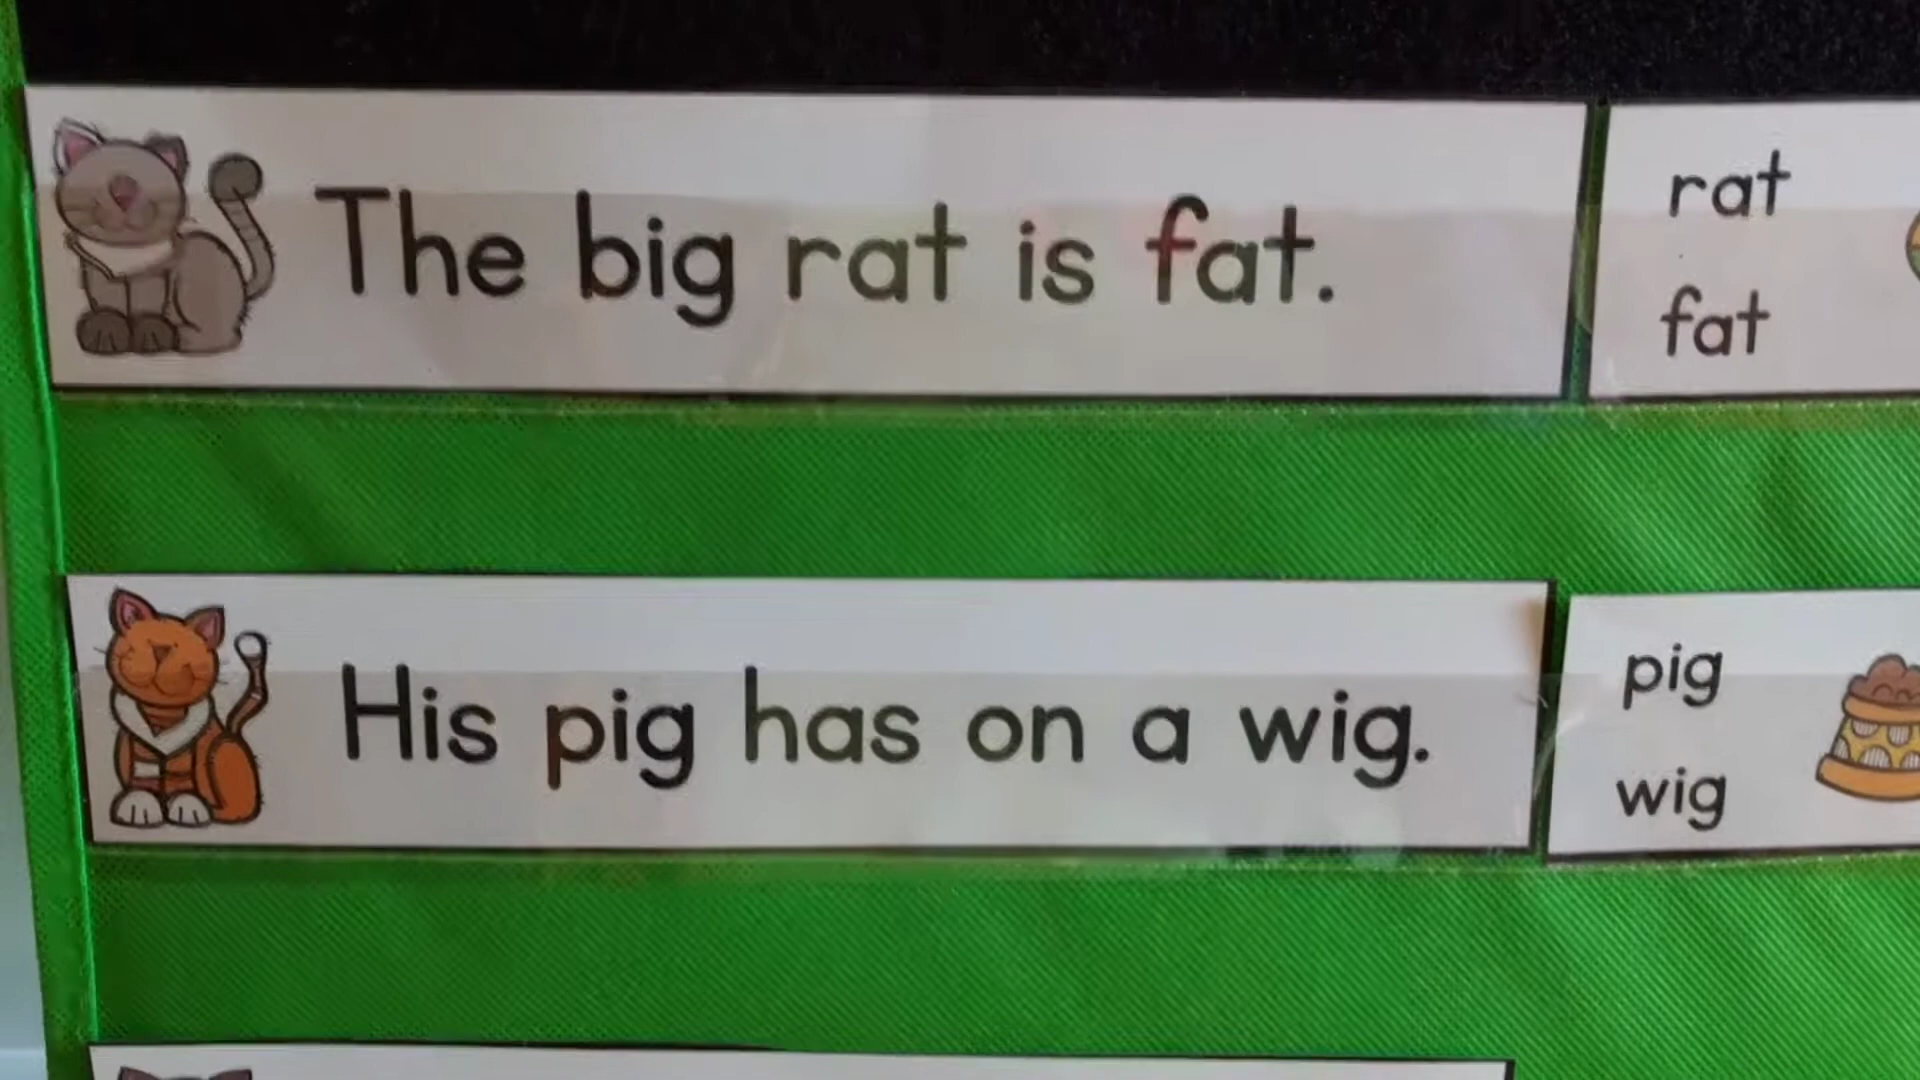 The big rat is fat.
rat
fat
His pig has on a wig.
pig
wig